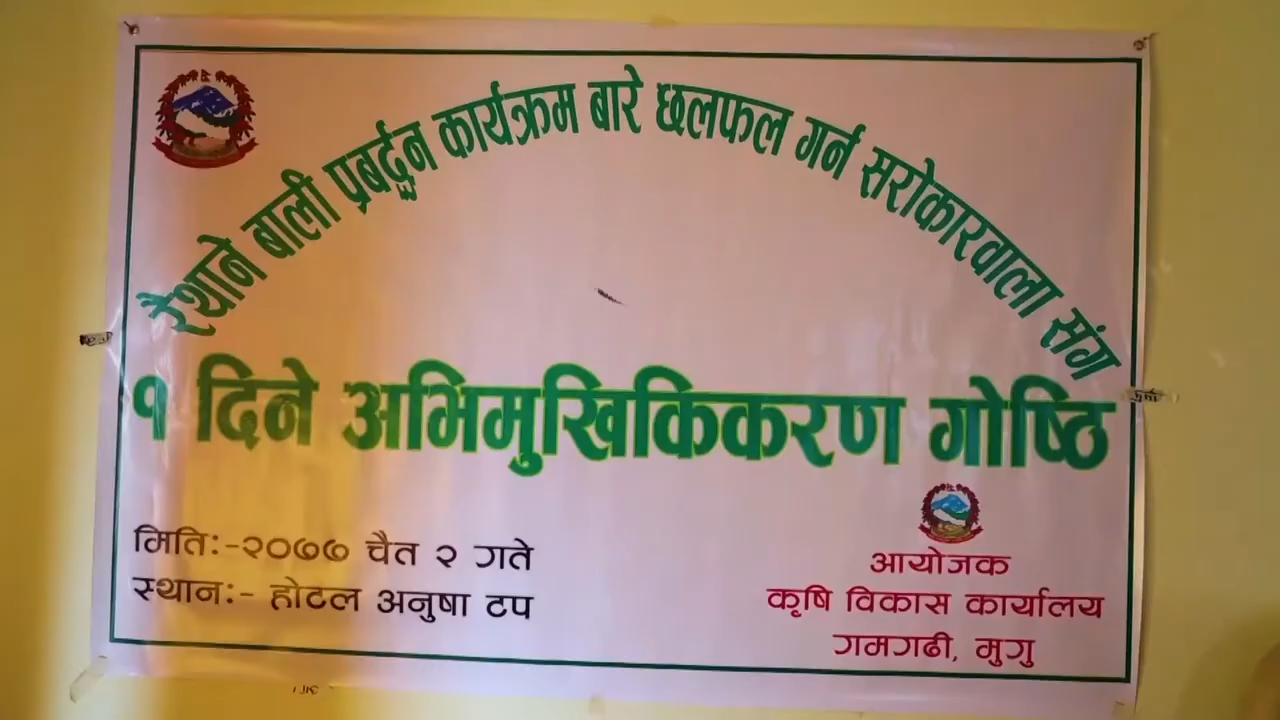 रैथाने बाली प्रबर्द्धन कार्यक्रम बारे छलफल गर्न सरोकारवाला संग
१ दिने अभिमुखिकिकरण गोष्ठि
मिति:-२०७७ चैत २ गते
स्थान:- होटल अनुषा टप
आयोजक
कृषि विकास कार्यालय
गमगढी, मुगु